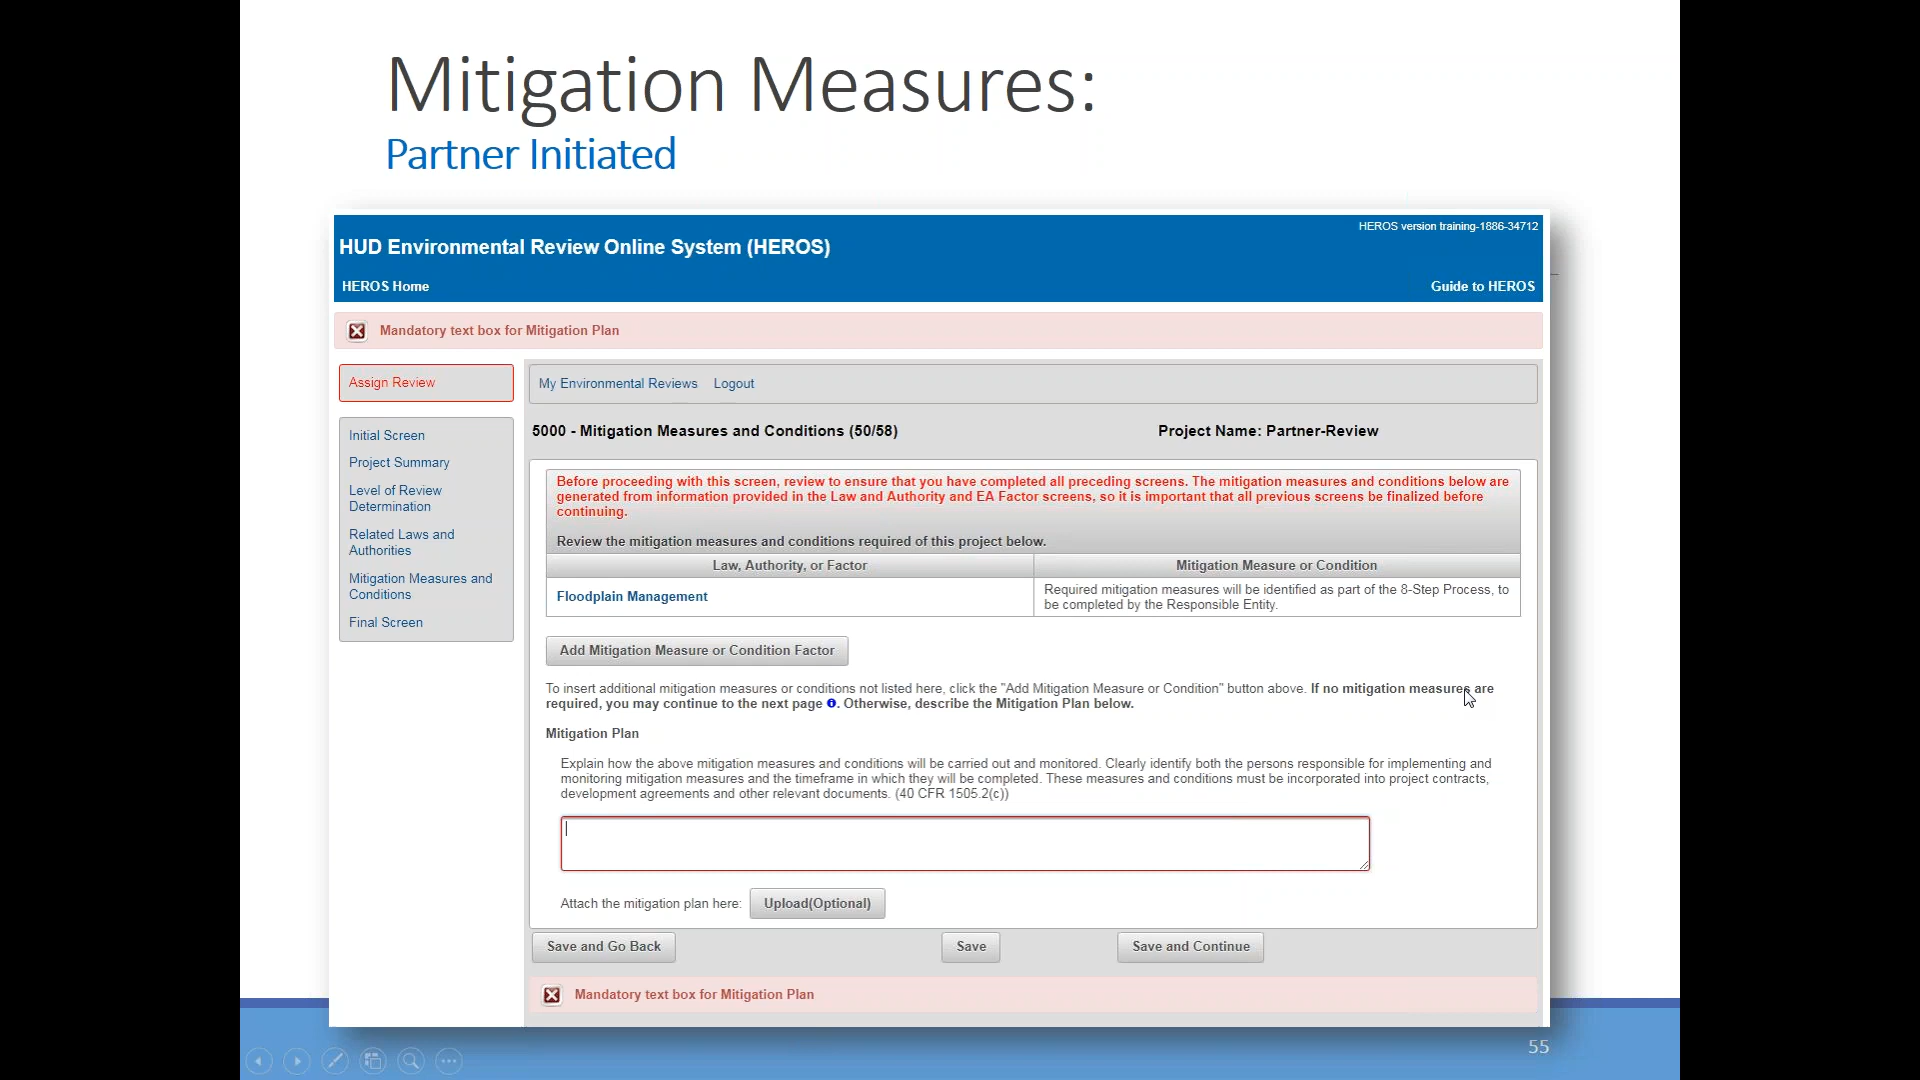 Mitigation Measures:
Partner Initiated
HEROS version training-1886-34712
HUD Environmental Review Online System (HEROS)
HEROS Home
Guide to HEROS
Mandatory text box for Mitigation Plan
Assign Review
My Environmental Reviews Logout
Initial Screen
Project Summary
Level of Review
Determination
Related Laws and
Authorities
Mitigation Measures and
Conditions
Final Screen
5000 - Mitigation Measures and Conditions (50/58)
Project Name: Partner-Review
Before proceeding with this screen, review to ensure that you have completed all preceding screens. The mitigation measures and conditions below are
generated from information provided in the Law and Authority and EA Factor screens, so it is important that all previous screens be finalized before
continuing.
Review the mitigation measures and conditions required of this project below.
Law, Authority, or Factor
Mitigation Measure or Condition
Floodplain Management
Required mitigation measures will be identified as part of the 8-Step Process, to
be completed by the Responsible Entity.
Add Mitigation Measure or Condition Factor
To insert additional mitigation measures or conditions not listed here, click the "Add Mitigation Measure or Condition" button above. If no mitigation measures are
required, you may continue to the next page . Otherwise, describe the Mitigation Plan below.
Mitigation Plan
Explain how the above mitigation measures and conditions will be carried out and monitored. Clearly identify both the persons responsible for implementing and
monitoring mitigation measures and the timeframe in which they will be completed. These measures and conditions must be incorporated into project contracts,
development agreements and other relevant documents. (40 CFR 1505.2(c))
Attach the mitigation plan here: Upload(Optional)
Save and Go Back
Save
Save and Continue
Mandatory text box for Mitigation Plan
55